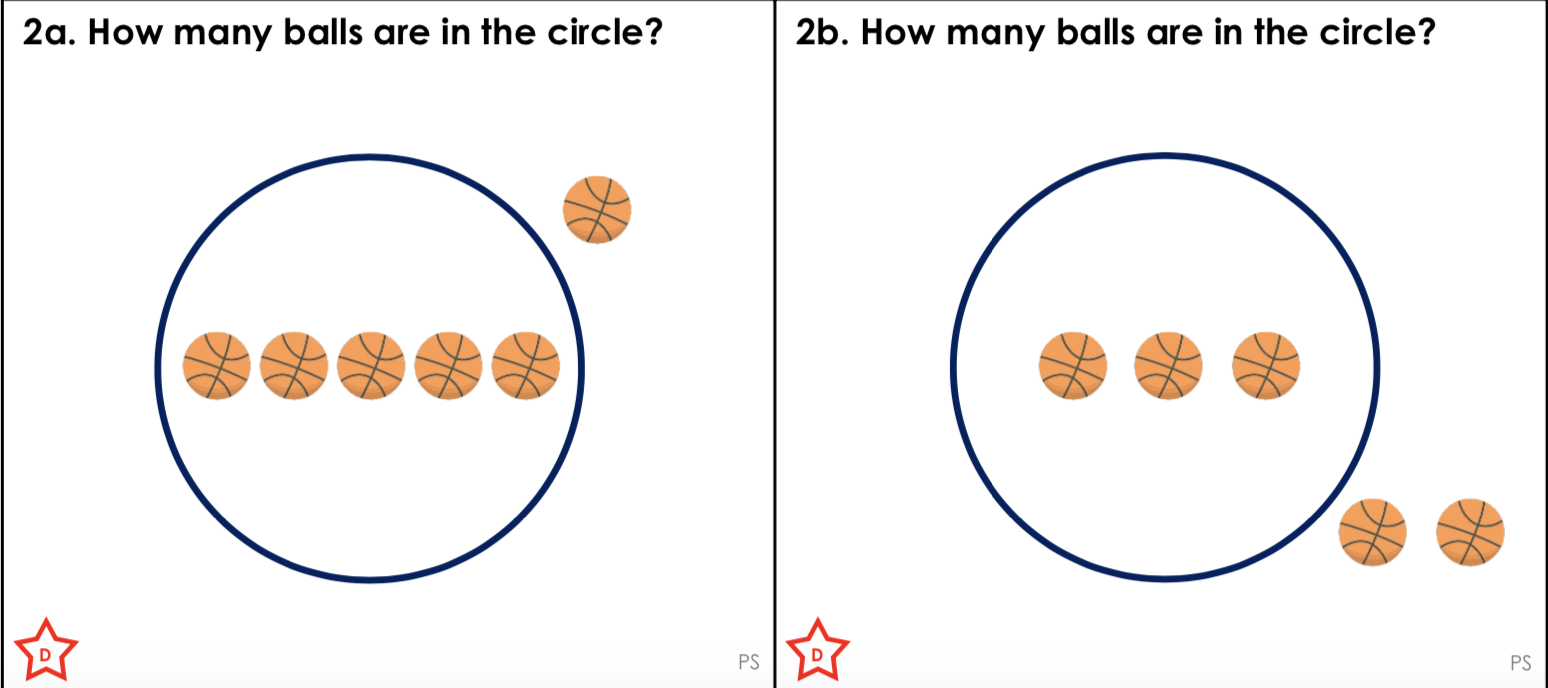 2a. How many balls are in the circle?
2b. How many balls are in the circle?
D
PS
D
PS